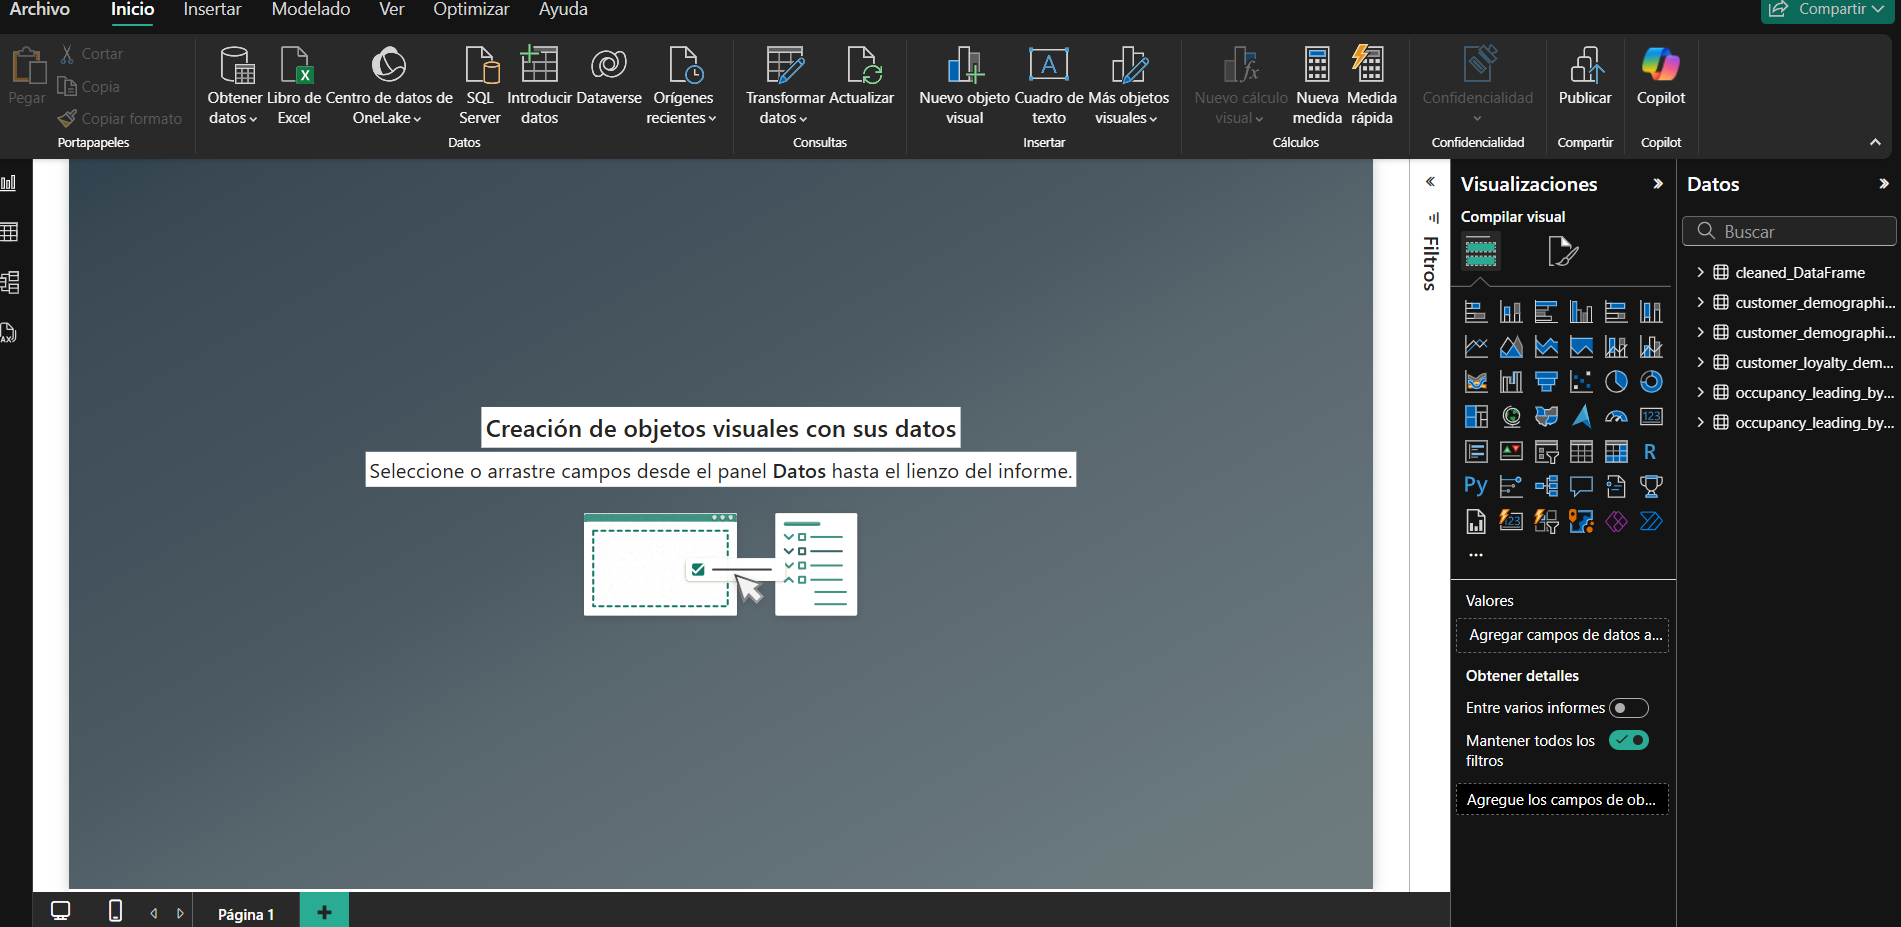 Archivo Inicio Insertar Modelado Ver Optimizar Ayuda Compartir
Pegar
Cortar
Copia
Copiar formato
Portapapeles
Obtener datos
Libro de Excel
Centro de datos de OneLake
SQL Server
Introducir datos
Dataverse
Orígenes recientes
Datos
Transformar datos
Actualizar
Consultas
Nuevo objeto visual
Cuadro de texto
Más objetos visuales
Insertar
Nuevo cálculo visual
Nueva medida
Medida rápida
Cálculos
Confidencialidad
Confidencialidad
Publicar
Compartir
Copilot
Copilot
Creación de objetos visuales con sus datos
Seleccione o arrastre campos desde el panel Datos hasta el lienzo del informe.
Filtros
Visualizaciones
Compilar visual
123
R
Py
123
...
Valores
Agregar campos de datos a...
Obtener detalles
Entre varios informes
Mantener todos los
filtros
Agregue los campos de ob...
Datos
Buscar
cleaned_DataFrame
customer_demographi...
customer_demographi...
customer_loyalty_dem...
occupancy_leading_by...
occupancy_leading_by...
Página 1